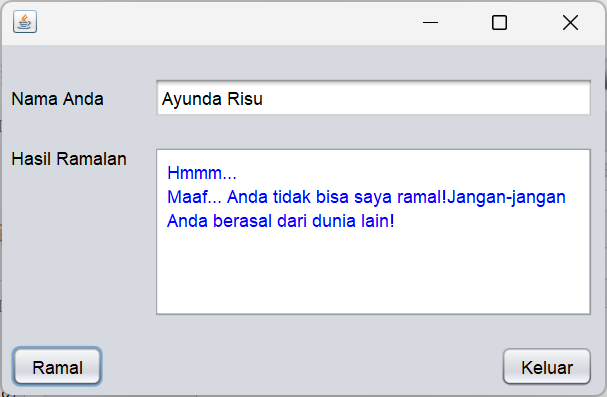 Nama Anda
Ayunda Risu
Hasil Ramalan
Hmmm...
Maaf... Anda tidak bisa saya ramal!Jangan-jangan
Anda berasal dari dunia lain!
Ramal
Keluar